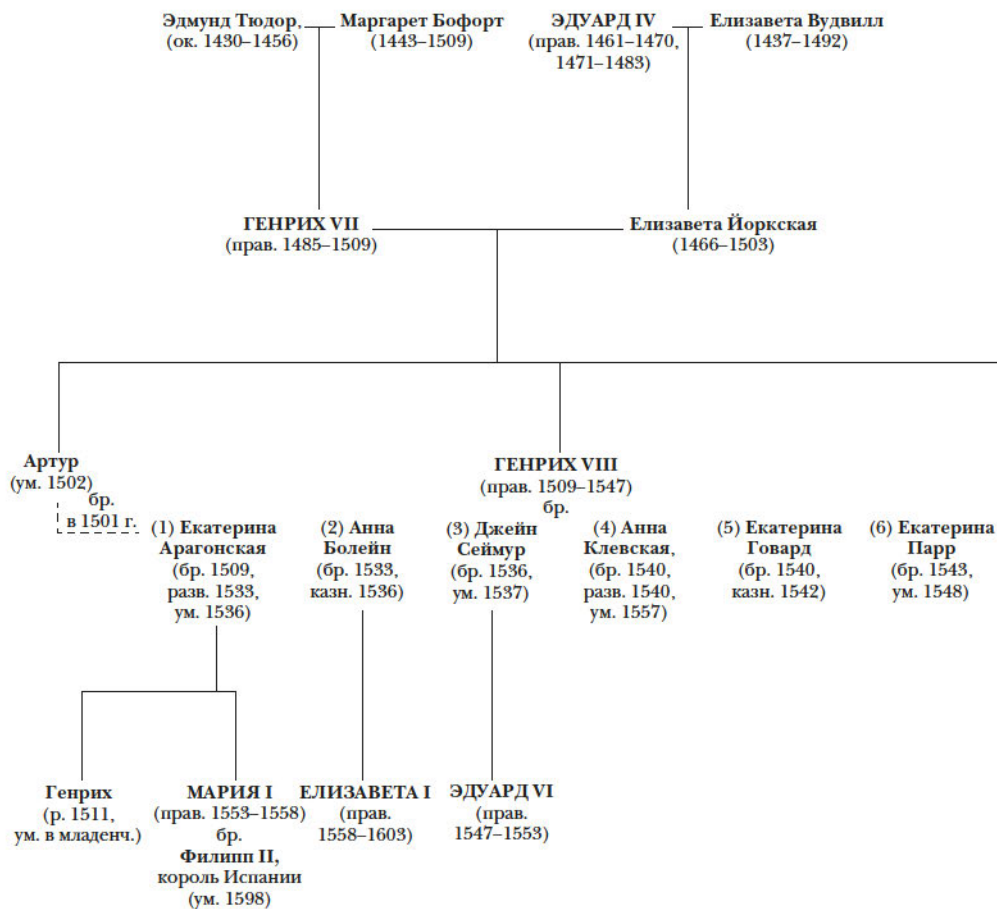 Эдмунд Тюдор,
(ок. 1430–1456)
Маргарет Бофорт
(1443–1509)
ЭДУАРД IV
(прав. 1461–1470,
1471–1483)
Елизавета Вудвилл
(1437–1492)
ГЕНРИХ VII
(прав. 1485–1509)
Елизавета Йоркская
(1466–1503)
Артур
(ум. 1502)
бр.
в 1501 г.
ГЕНРИХ VIII
(прав. 1509–1547)
бр.
(1) Екатерина
Арагонская
(бр. 1509,
разв. 1533,
ум. 1536)
(2) Анна
Болейн
(бр. 1533,
казн. 1536)
(3) Джейн
Сеймур
(бр. 1536,
ум. 1537)
(4) Анна
Клевская,
(бр. 1540,
разв. 1540,
ум. 1557)
(5) Екатерина
Говард
(бр. 1540,
казн. 1542)
(6) Екатерина
Парр
(бр. 1543,
ум. 1548)
Генрих
(р. 1511,
ум. в младенч.)
МАРИЯ I
(прав. 1553–1558)
бр.
Филипп II,
король Испании
(ум. 1598)
ЕЛИЗАВЕТА I
(прав.
1558–1603)
ЭДУАРД VI
(прав.
1547–1553)